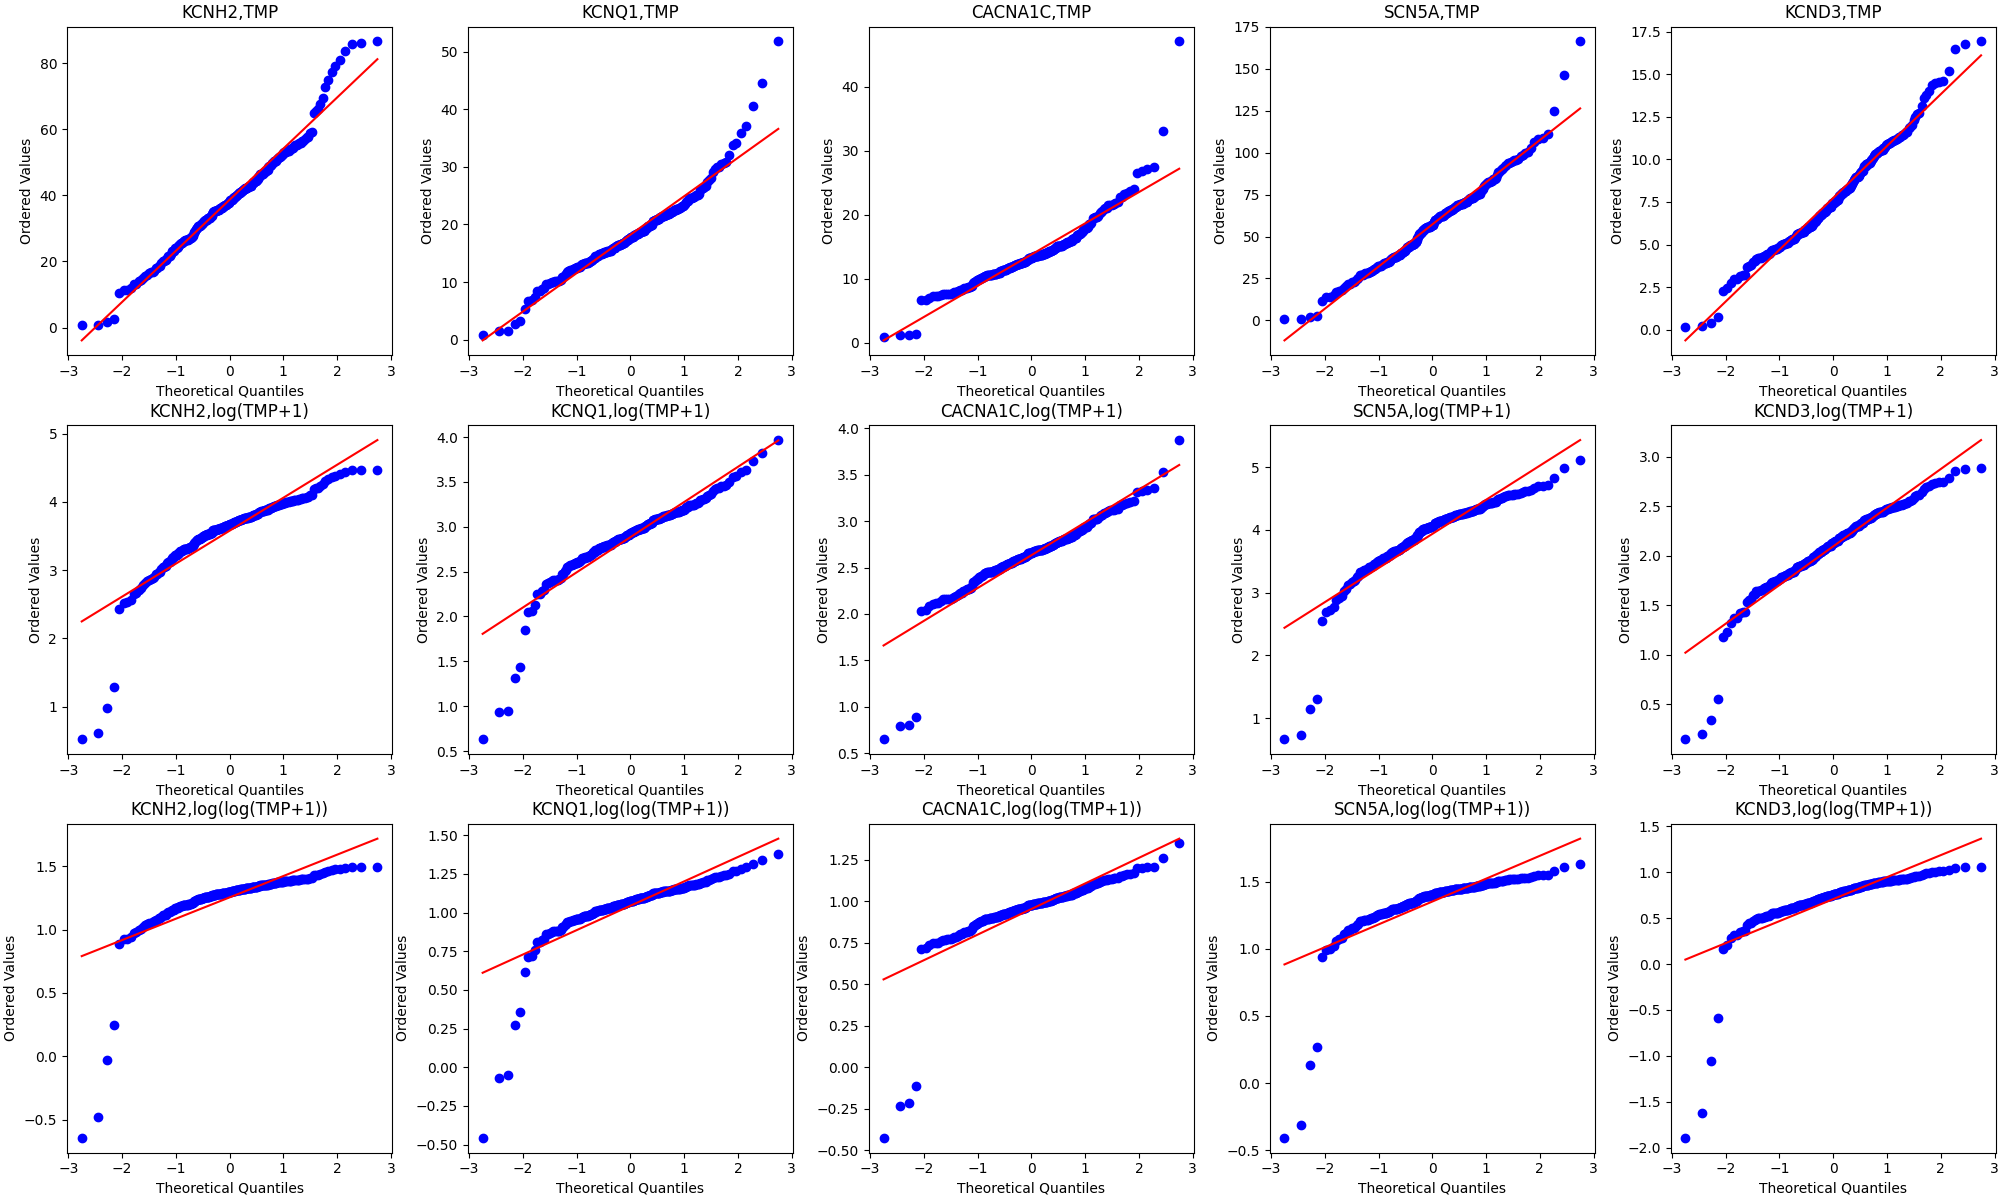 KCNH2,TMP
KCNQ1,TMP
CACNA1C,TMP
SCN5A,TMP
KCND3,TMP
Ordered Values
80
60
40
20
0
Ordered Values
50
40
30
20
10
0
Ordered Values
40
30
20
10
0
Ordered Values
175
150
125
100
75
50
25
0
Ordered Values
17.5
15.0
12.5
10.0
7.5
5.0
2.5
0.0
−3 −2 −1 0 1 2 3
−3 −2 −1 0 1 2 3
−3 −2 −1 0 1 2 3
−3 −2 −1 0 1 2 3
−3 −2 −1 0 1 2 3
Theoretical Quantiles
Theoretical Quantiles
Theoretical Quantiles
Theoretical Quantiles
Theoretical Quantiles
KCNH2,log(TMP+1)
KCNQ1,log(TMP+1)
CACNA1C,log(TMP+1)
SCN5A,log(TMP+1)
KCND3,log(TMP+1)
Ordered Values
5
4
3
2
1
Ordered Values
4.0
3.5
3.0
2.5
2.0
1.5
1.0
0.5
Ordered Values
4.0
3.5
3.0
2.5
2.0
1.5
1.0
0.5
Ordered Values
5
4
3
2
1
Ordered Values
3.0
2.5
2.0
1.5
1.0
0.5
−3 −2 −1 0 1 2 3
−3 −2 −1 0 1 2 3
−3 −2 −1 0 1 2 3
−3 −2 −1 0 1 2 3
−3 −2 −1 0 1 2 3
Theoretical Quantiles
Theoretical Quantiles
Theoretical Quantiles
Theoretical Quantiles
Theoretical Quantiles
KCNH2,log(log(TMP+1))
KCNQ1,log(log(TMP+1))
CACNA1C,log(log(TMP+1))
SCN5A,log(log(TMP+1))
KCND3,log(log(TMP+1))
Ordered Values
1.5
1.0
0.5
0.0
−0.5
Ordered Values
1.50
1.25
1.00
0.75
0.50
0.25
0.00
−0.25
−0.50
Ordered Values
1.25
1.00
0.75
0.50
0.25
0.00
−0.25
−0.50
Ordered Values
1.5
1.0
0.5
0.0
−0.5
Ordered Values
1.5
1.0
0.5
0.0
−0.5
−1.0
−1.5
−2.0
−3 −2 −1 0 1 2 3
−3 −2 −1 0 1 2 3
−3 −2 −1 0 1 2 3
−3 −2 −1 0 1 2 3
−3 −2 −1 0 1 2 3
Theoretical Quantiles
Theoretical Quantiles
Theoretical Quantiles
Theoretical Quantiles
Theoretical Quantiles